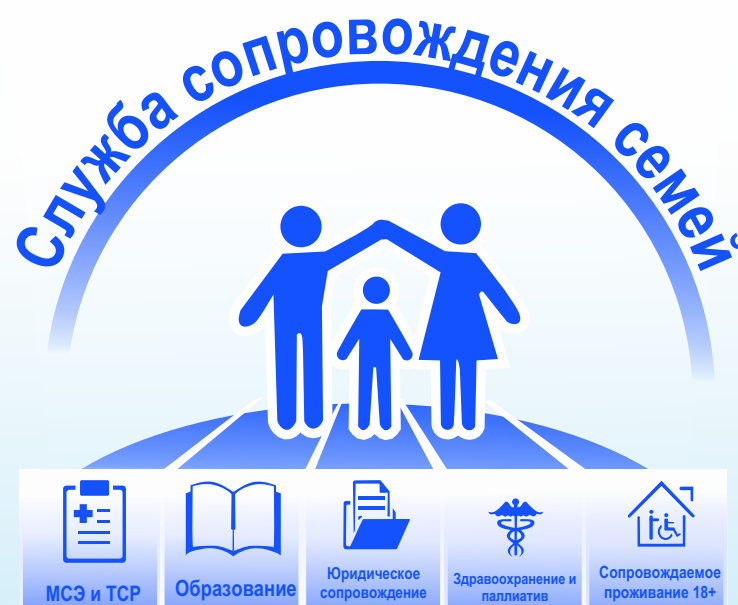 Служба сопровождения семей
МСЭ и ТСР
Образование
Юридическое
сопровождение
Здравоохранение и
паллиатив
Сопровождаемое
проживание 18+